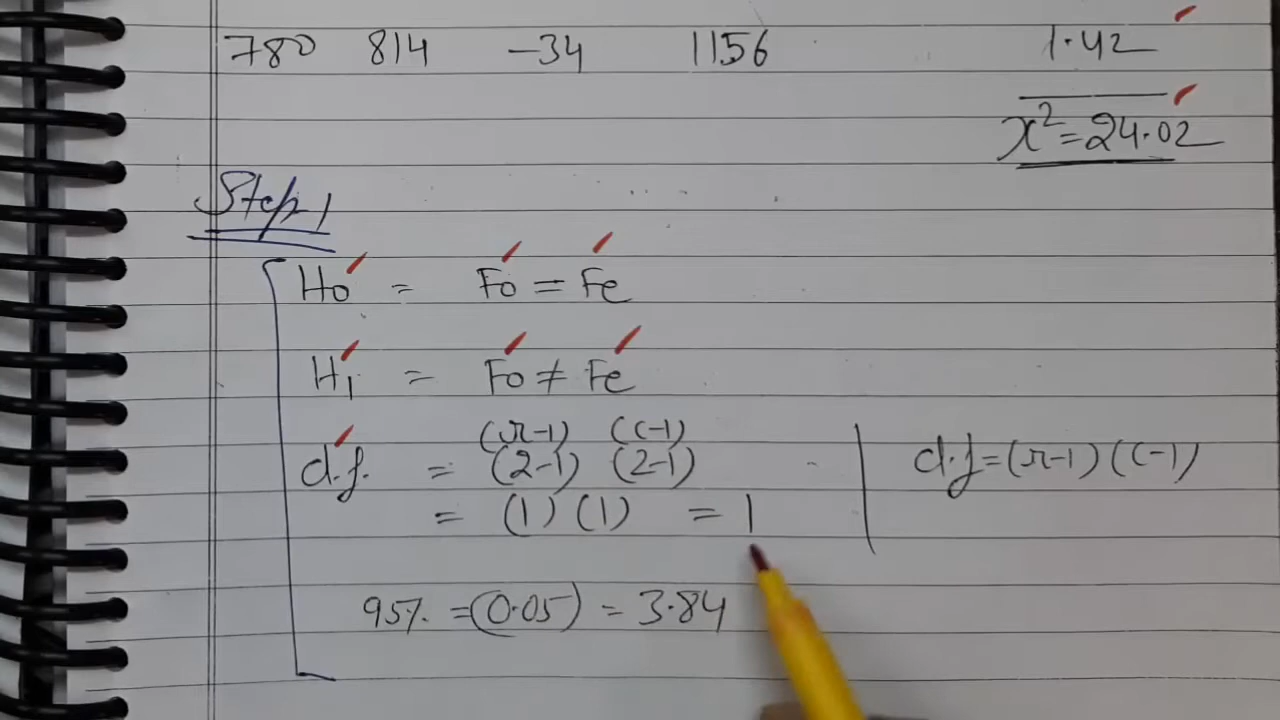 780 814 -34 1156 1.42
x²=24.02
Step 1
Ho = Fo = Fe
H1 = Fo ≠ Fe
(r-1) (c-1)
d.f. = (2-1) (2-1) d.f=(r-1)(c-1)
= (1) (1) = 1
95% =(0.05) = 3.84